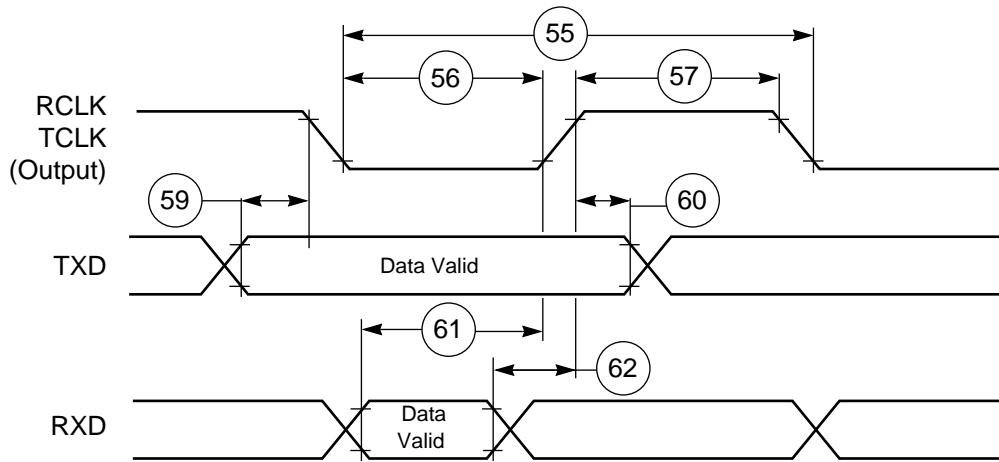 55
56
57
RCLK
TCLK
(Output)
59
60
TXD
Data Valid
61
62
RXD
Data
Valid